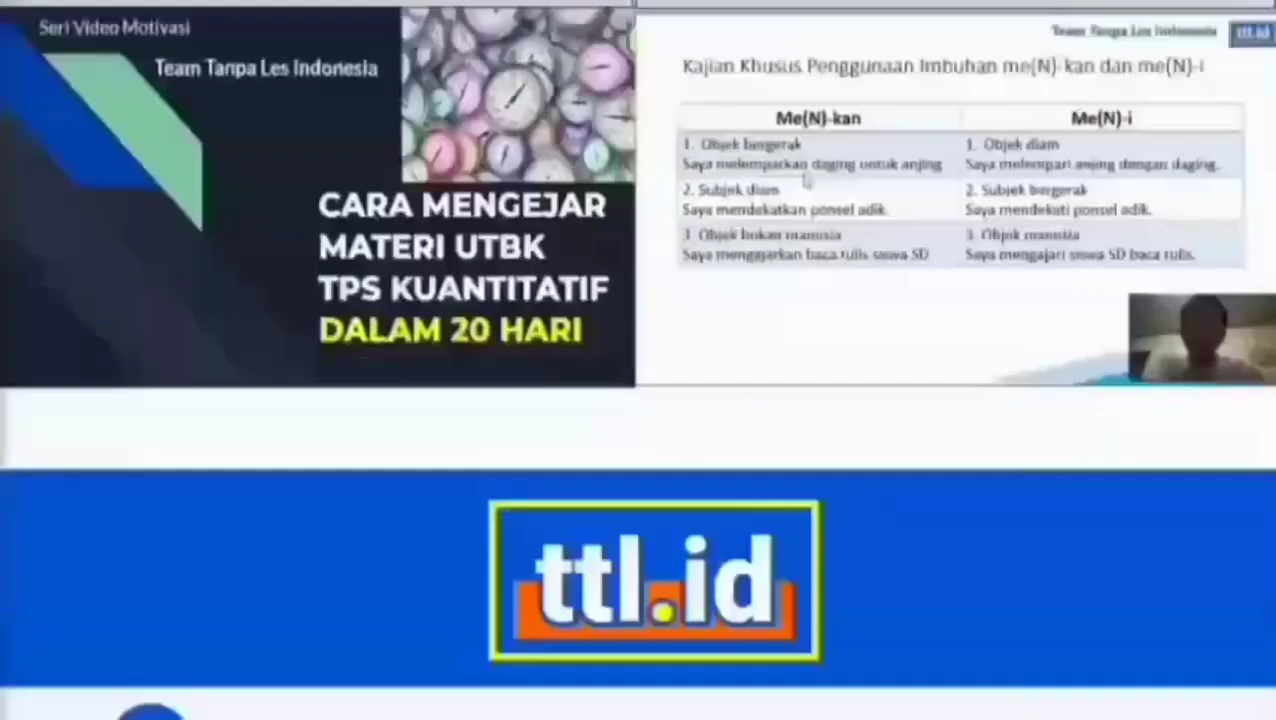 Seri Video Motivasi
Team Tanpa Les Indonesia
CARA MENGEJAR
MATERI UTBK
TPS KUANTITATIF
DALAM 20 HARI
Team Tanpa Les Indonesia
ttl.id
Kajian Khusus Penggunaan Imbuhan me(N)-kan dan me(N)-i
Me(N)-kan
Me(N)-i
1. Objek bergerak
Saya melemparkan daging untuk anjing
1. Objek diam
Saya melempari anjing dengan daging.
2. Subjek diam
Saya mendekatkan ponsel adik.
2. Subjek bergerak
Saya mendekati ponsel adik.
3. Objek bukan manusia
Saya mengajarkan baca tulis siswa SD
3. Objek manusia
Saya mengajari siswa SD baca tulis.
ttl.id